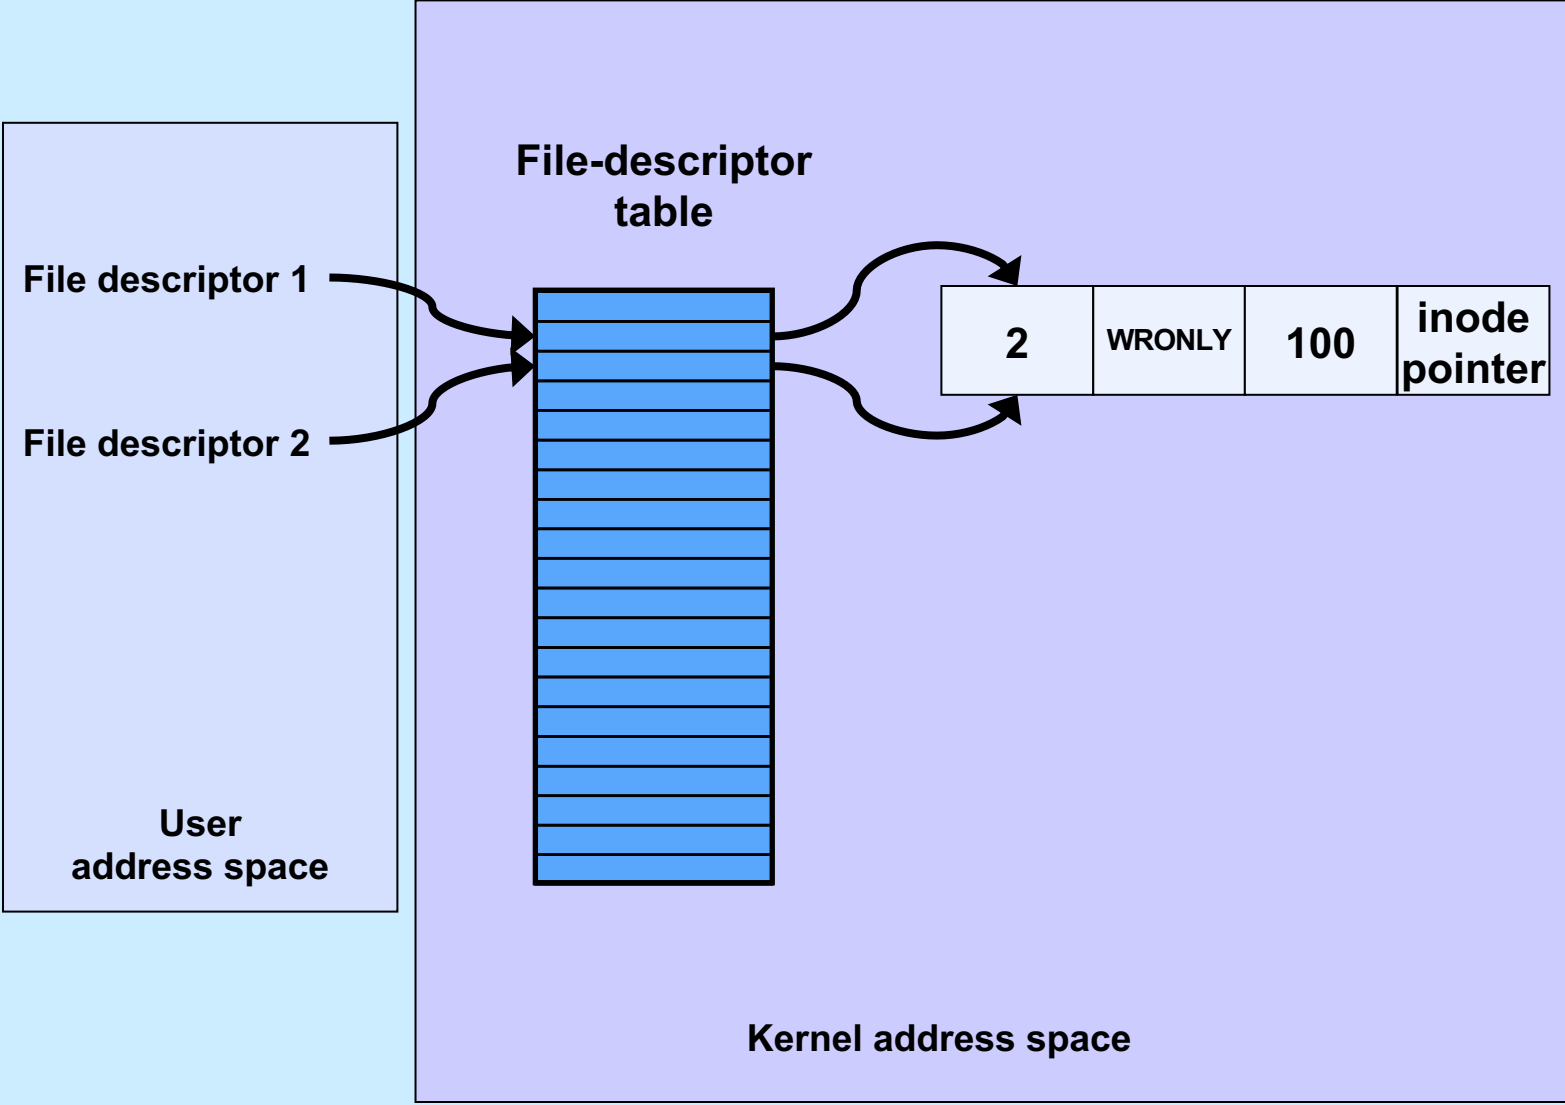 File-descriptor
table
File descriptor 1
File descriptor 2
2
WRONLY
100
inode
pointer
User
address space
Kernel address space